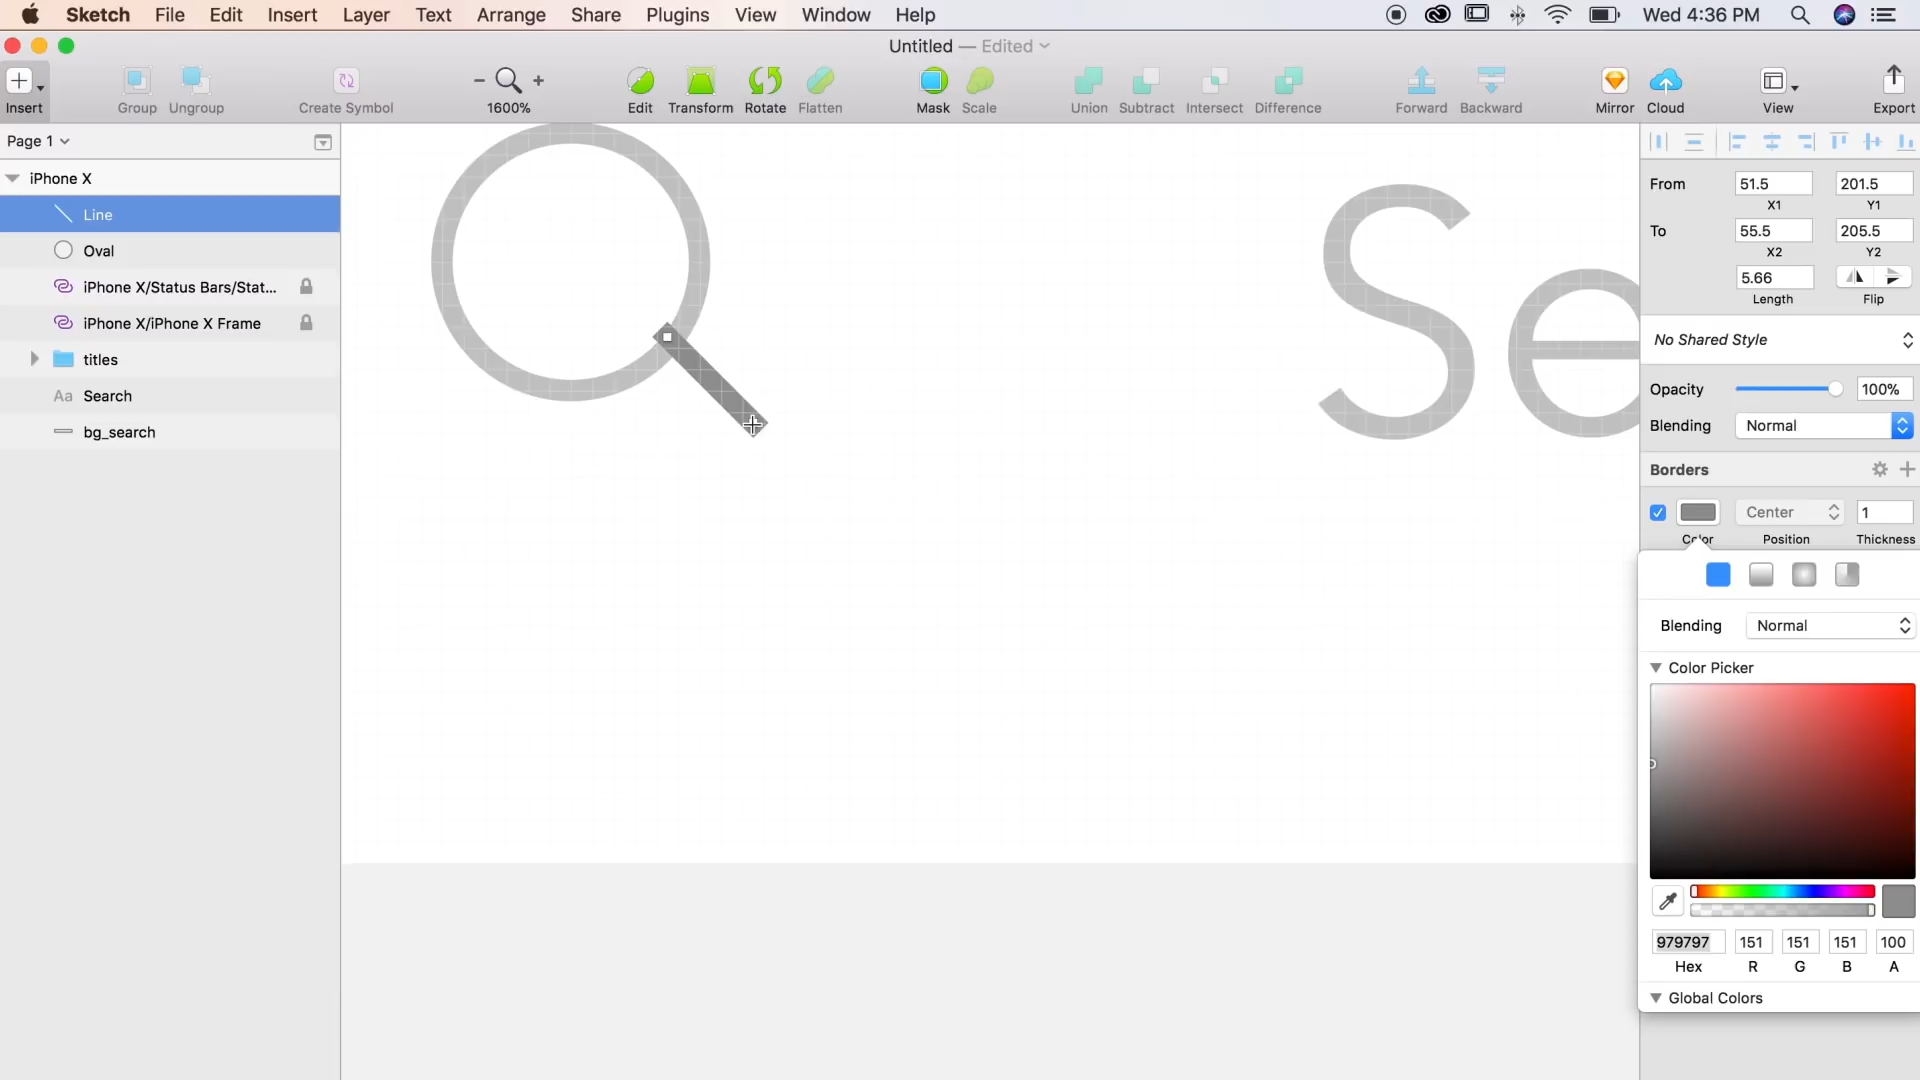 Sketch File Edit Insert Layer Text Arrange Share Plugins View Window Help Wed 4:36 PM
Untitled — Edited
Insert Group Ungroup Create Symbol 1600% Edit Transform Rotate Flatten Mask Scale Union Subtract Intersect Difference Forward Backward Mirror Cloud View Export
Page 1
iPhone X
Line
Oval
iPhone X/Status Bars/Stat...
iPhone X/iPhone X Frame
titles
Aa Search
bg_search
Se
From 51.5 201.5
X1 Y1
To 55.5 205.5
X2 Y2
5.66
Length Flip
No Shared Style
Opacity 100%
Blending Normal
Borders
Center 1
Color Position Thickness
Blending Normal
Color Picker
979797 151 151 151 100
Hex R G B A
Global Colors